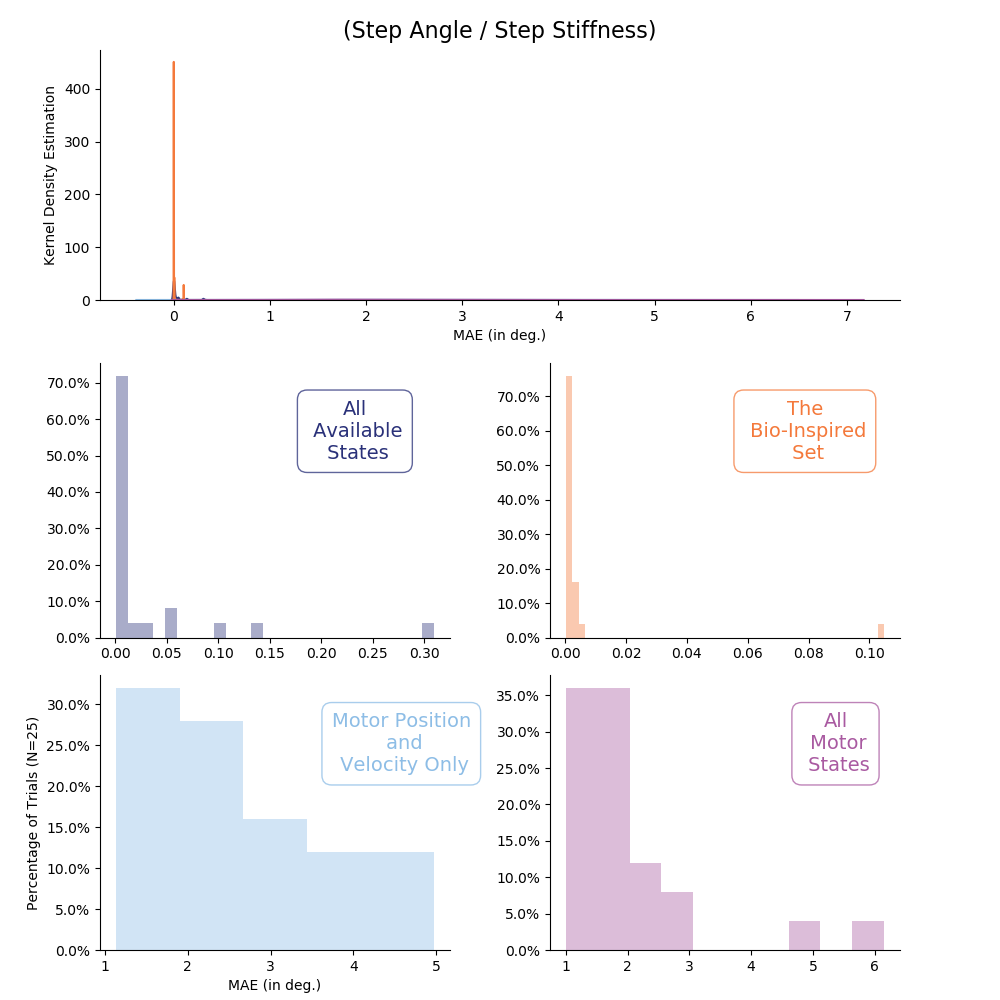 (Step Angle / Step Stiffness)
Kernel Density Estimation
400
300
200
100
0
0 1 2 3 4 5 6 7
MAE (in deg.)
70.0%
60.0%
50.0%
40.0%
30.0%
20.0%
10.0%
0.0%
All
Available
States
0.00 0.05 0.10 0.15 0.20 0.25 0.30
70.0%
60.0%
50.0%
40.0%
30.0%
20.0%
10.0%
0.0%
The
Bio-Inspired
Set
0.00 0.02 0.04 0.06 0.08 0.10
Percentage of Trials (N=25)
30.0%
25.0%
20.0%
15.0%
10.0%
5.0%
0.0%
Motor Position
and
Velocity Only
1 2 3 4 5
MAE (in deg.)
35.0%
30.0%
25.0%
20.0%
15.0%
10.0%
5.0%
0.0%
All
Motor
States
1 2 3 4 5 6